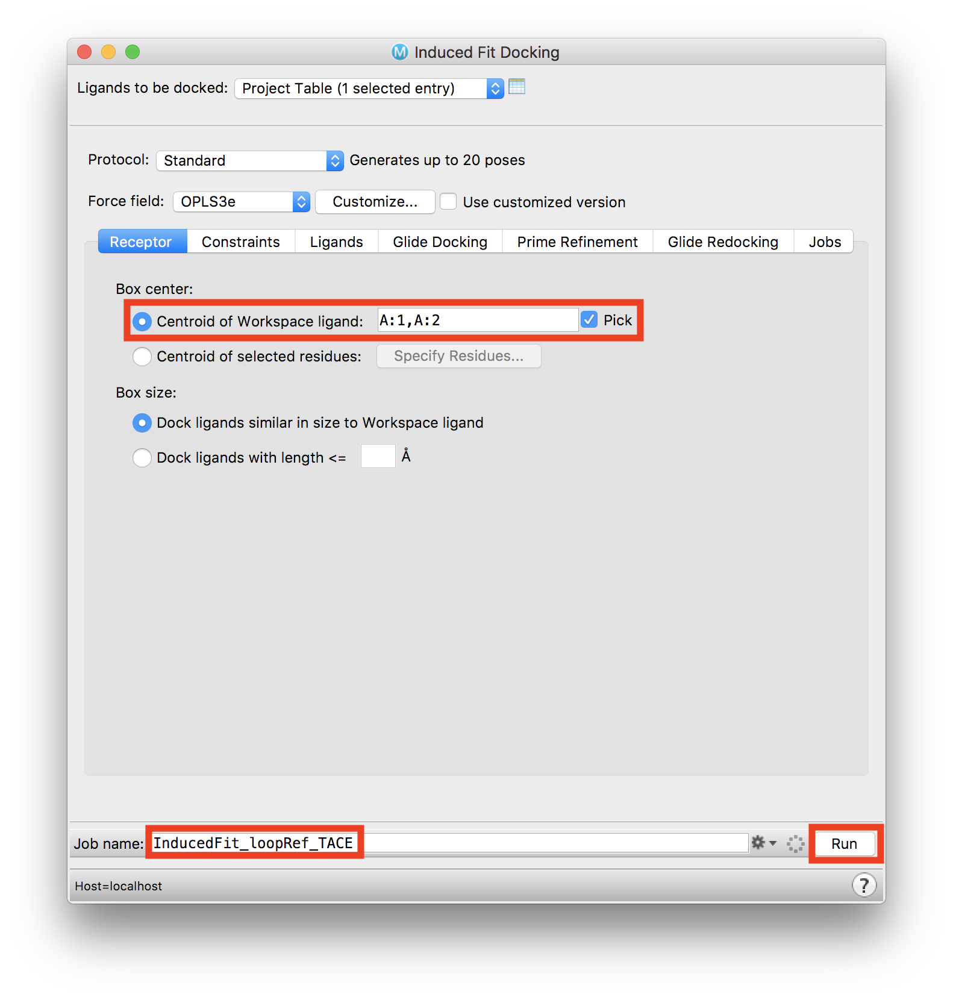 M Induced Fit Docking
Ligands to be docked: Project Table (1 selected entry)
Protocol: Standard Generates up to 20 poses
Force field: OPLS3e Customize... Use customized version
Receptor Constraints Ligands Glide Docking Prime Refinement Glide Redocking Jobs
Box center:
Centroid of Workspace ligand: A:1,A:2 Pick
Centroid of selected residues: Specify Residues...
Box size:
Dock ligands similar in size to Workspace ligand
Dock ligands with length <= Å
Job name: InducedFit_loopRef_TACE Run
Host=localhost ?